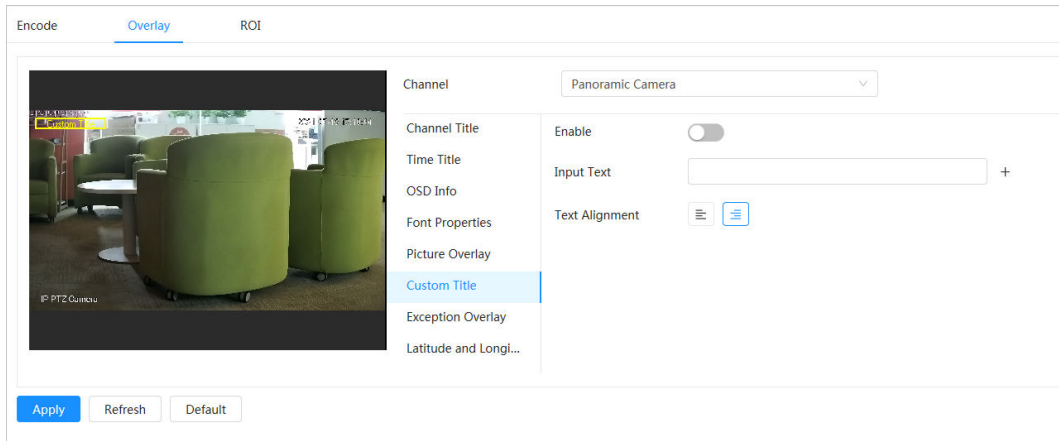 Encode Overlay ROI
Channel Panoramic Camera
Custom
IP PTZ Camera
Channel Title
Time Title
OSD Info
Font Properties
Picture Overlay
Custom Title
Exception Overlay
Latitude and Longi...
Enable
Input Text +
Text Alignment
Apply Refresh Default